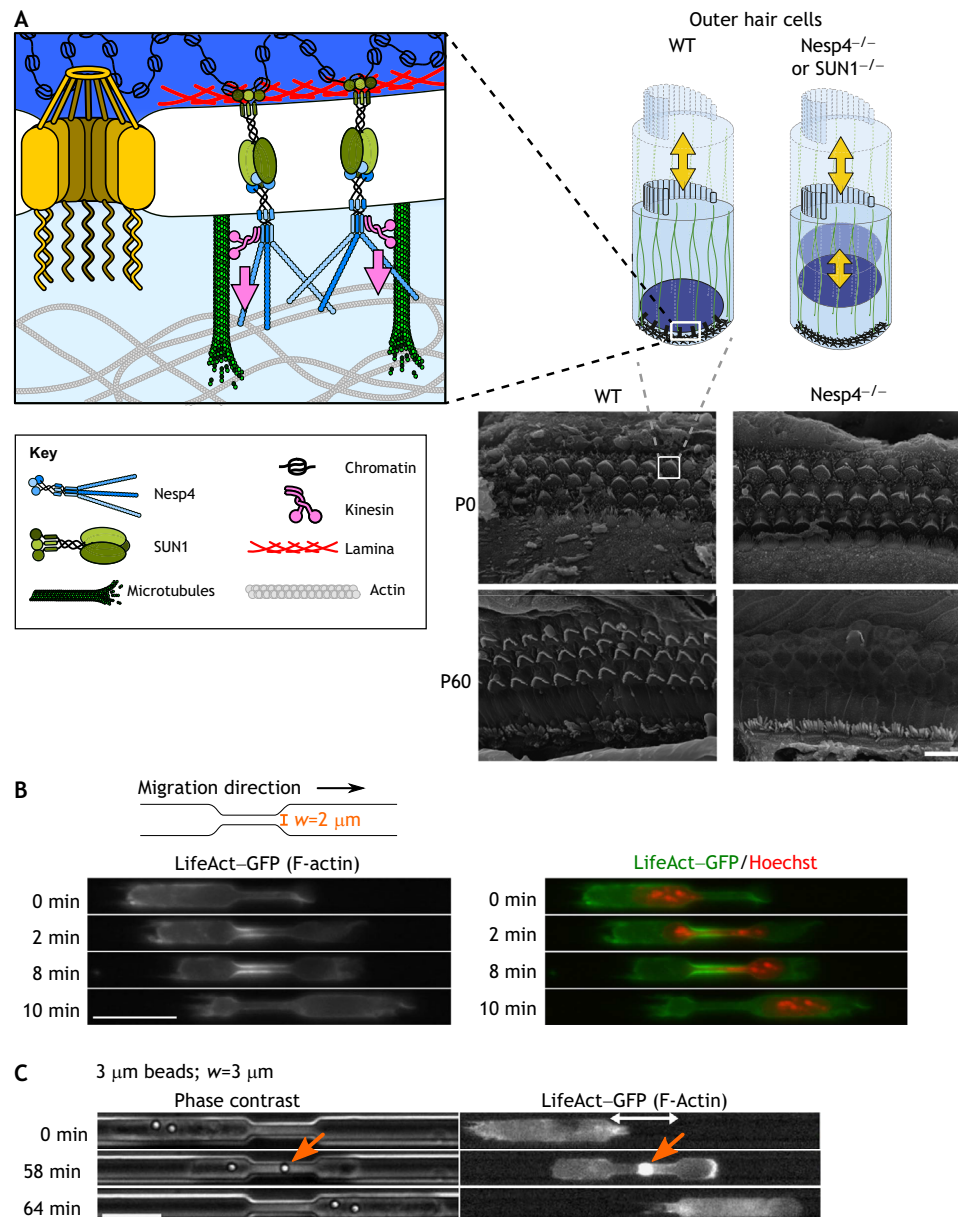 A
Outer hair cells
WT
Nesp4−/−
or SUN1−/−
Key
Nesp4
SUN1
Microtubules
Chromatin
Kinesin
Lamina
Actin
WT
Nesp4−/−
P0
P60
B
Migration direction
w=2 μm
LifeAct–GFP (F-actin)
0 min
2 min
8 min
10 min
LifeAct–GFP/Hoechst
0 min
2 min
8 min
10 min
C
3 μm beads; w=3 μm
Phase contrast
LifeAct–GFP (F-Actin)
0 min
58 min
64 min